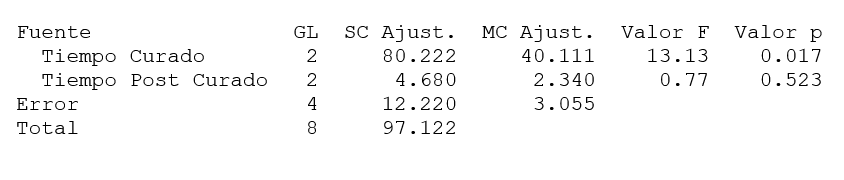 Fuente GL SC Ajust. MC Ajust. Valor F Valor p
Tiempo Curado 2 80.222 40.111 13.13 0.017
Tiempo Post Curado 2 4.680 2.340 0.77 0.523
Error 4 12.220 3.055
Total 8 97.122